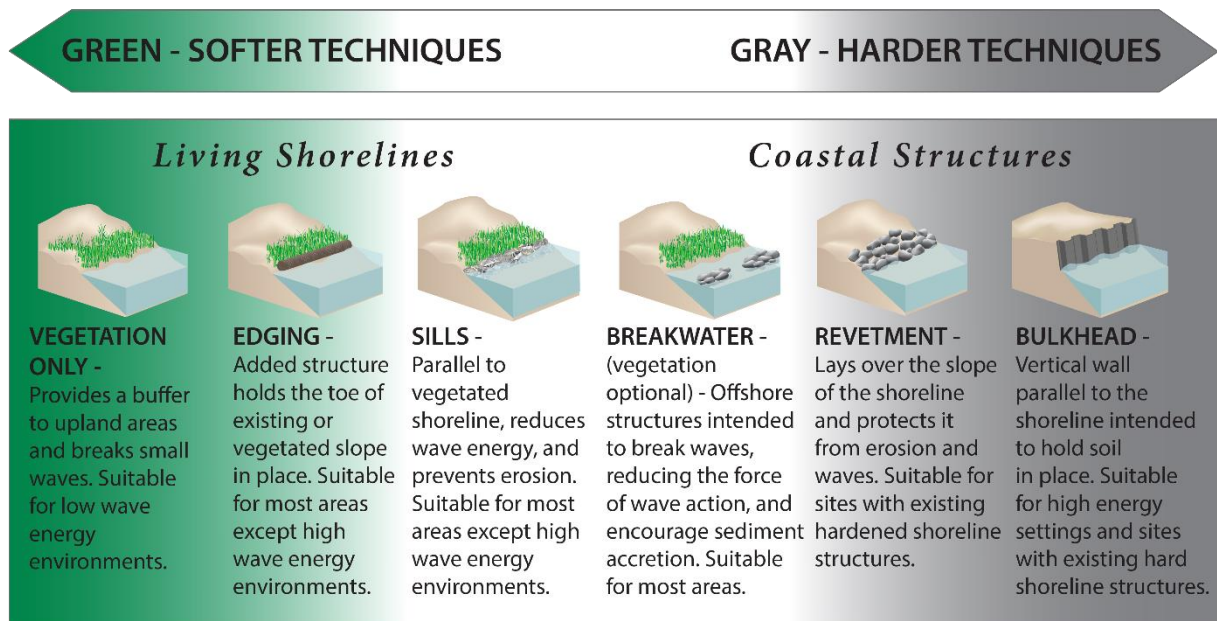 GREEN - SOFTER TECHNIQUES
GRAY - HARDER TECHNIQUES
Living Shorelines
Coastal Structures
VEGETATION
ONLY -
Provides a buffer
to upland areas
and breaks small
waves. Suitable
for low wave
energy
environments.
EDGING -
Added structure
holds the toe of
existing or
vegetated slope
in place. Suitable
for most areas
except high
wave energy
environments.
SILLS -
Parallel to
vegetated
shoreline, reduces
wave energy, and
prevents erosion.
Suitable for most
areas except high
wave energy
environments.
BREAKWATER -
(vegetation
optional) - Offshore
structures intended
to break waves,
reducing the force
of wave action, and
encourage sediment
accretion. Suitable
for most areas.
REVETMENT -
Lays over the slope
of the shoreline
and protects it
from erosion and
waves. Suitable for
sites with existing
hardened shoreline
structures.
BULKHEAD -
Vertical wall
parallel to the
shoreline intended
to hold soil
in place. Suitable
for high energy
settings and sites
with existing hard
shoreline structures.